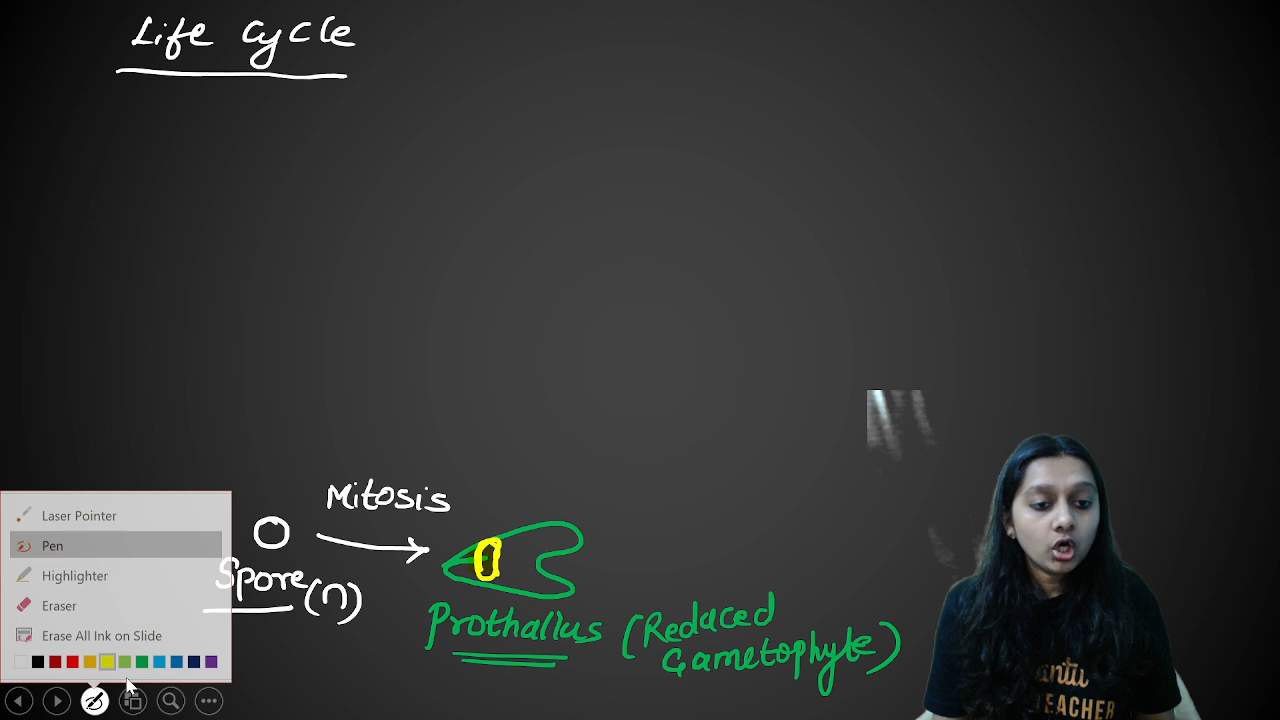 Life Cycle
Mitosis
Laser Pointer
Pen
Highlighter
Eraser
Erase All Ink on Slide
Spore (n)
Prothallus (Reduced
Gametophyte)
TEACHER